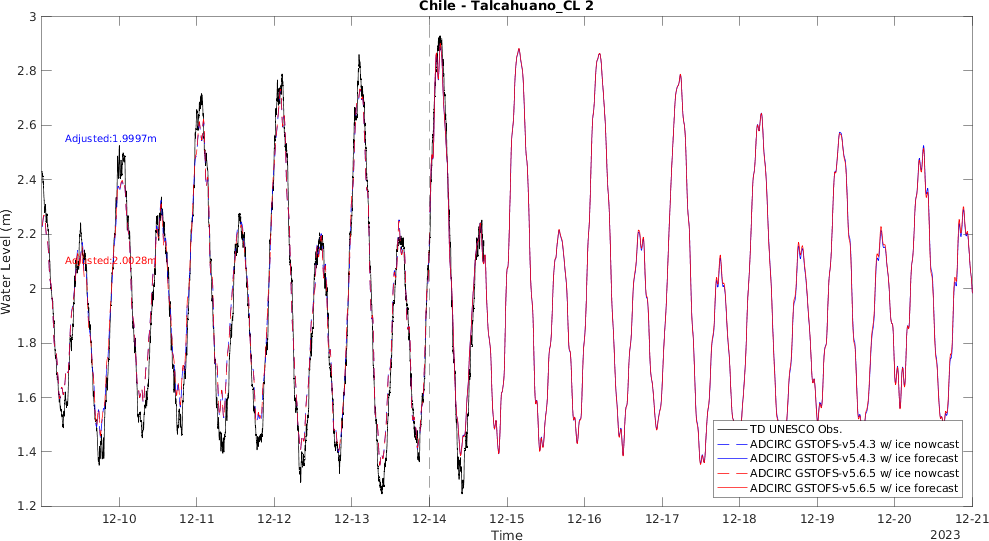 Chile - Talcahuano_CL 2
3
2.8
2.6
2.4
2.2
2
1.8
1.6
1.4
1.2
Water Level (m)
Adjusted:1.9997m
Adjusted:2.0028m
TD UNESCO Obs.
ADCIRC GSTOFS-v5.4.3 w/ ice nowcast
ADCIRC GSTOFS-v5.4.3 w/ ice forecast
ADCIRC GSTOFS-v5.6.5 w/ ice nowcast
ADCIRC GSTOFS-v5.6.5 w/ ice forecast
12-10 12-11 12-12 12-13 12-14 12-15 12-16 12-17 12-18 12-19 12-20 12-21
Time
2023